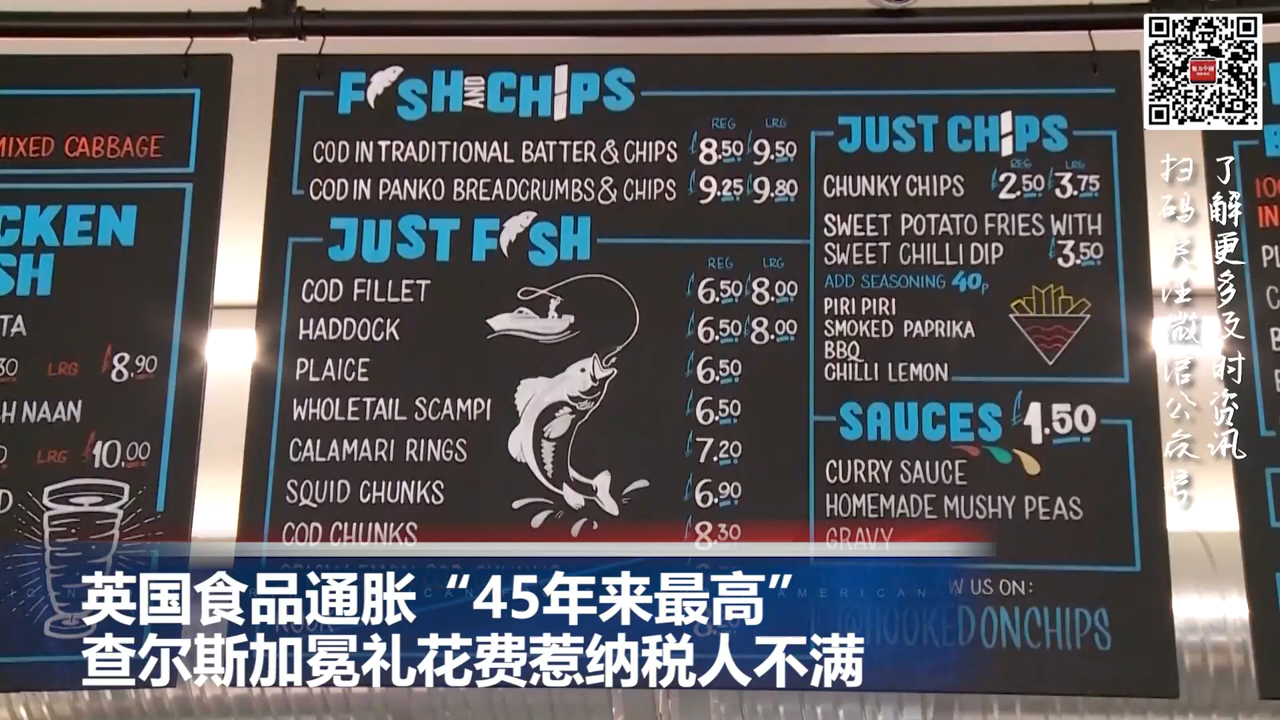 MIXED CABBAGE
CKEN
SH
TA
30 LRG £8.90
H NAAN
0 LRG £10.00
D
FISH AND CHIPS
REG LRG
COD IN TRADITIONAL BATTER & CHIPS £8.50 £9.50
COD IN PANKO BREADCRUMBS & CHIPS £9.25 £9.80
JUST FISH
REG LRG
COD FILLET £6.50 £8.00
HADDOCK £6.50 £8.00
PLAICE £6.50
WHOLETAIL SCAMPI £6.50
CALAMARI RINGS £7.20
SQUID CHUNKS £6.90
COD CHUNKS £8.30
JUST CHIPS
REG LRG
CHUNKY CHIPS £2.50 £3.75
SWEET POTATO FRIES WITH
SWEET CHILLI DIP £3.50
ADD SEASONING 40p
PIRI PIRI
SMOKED PAPRIKA
BBQ
CHILLI LEMON
SAUCES £1.50
CURRY SAUCE
HOMEMADE MUSHY PEAS
GRAVY
W US ON:
@HOOKEDONCHIPS
了解更多及时资讯
扫码关注微信公众号
英国食品通胀“45年来最高”
查尔斯加冕礼花费惹纳税人不满